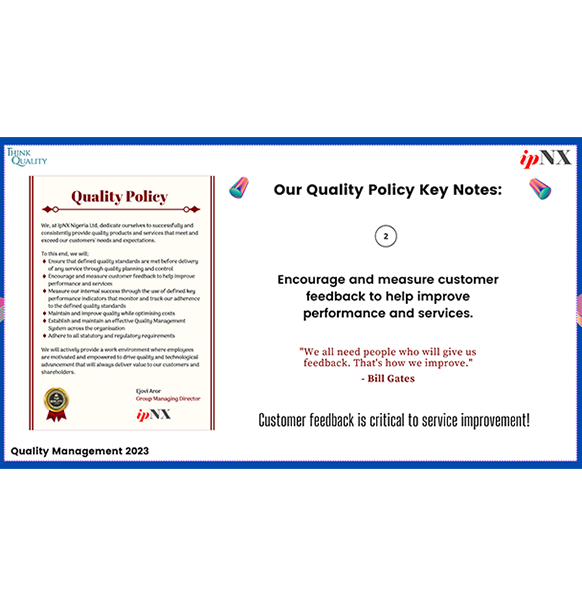 THINK
QUALITY
ipNX
Quality Policy
We, at ipNX Nigeria Ltd, dedicate ourselves to successfully and
consistently provide quality products and services that meet and
exceed our customers' needs and expectations.
To this end, we will;
Ensure that defined quality standards are met before delivery
of any service through quality planning and control
Encourage and measure customer feedback to help improve
performance and services
Measure our internal success through the use of defined key
performance indicators that monitor and track our adherence
to the defined quality standards
Maintain and improve quality while optimising costs
Establish and maintain an effective Quality Management
System across the organisation
Adhere to all statutory and regulatory requirements
We will actively provide a work environment where employees
are motivated and empowered to drive quality and technological
advancement that will always deliver value to our customers and
shareholders.
Ejovi Aror
Group Managing Director
ipNX
Our Quality Policy Key Notes:
2
Encourage and measure customer
feedback to help improve
performance and services.
"We all need people who will give us
feedback. That's how we improve."
- Bill Gates
Customer feedback is critical to service improvement!
Quality Management 2023